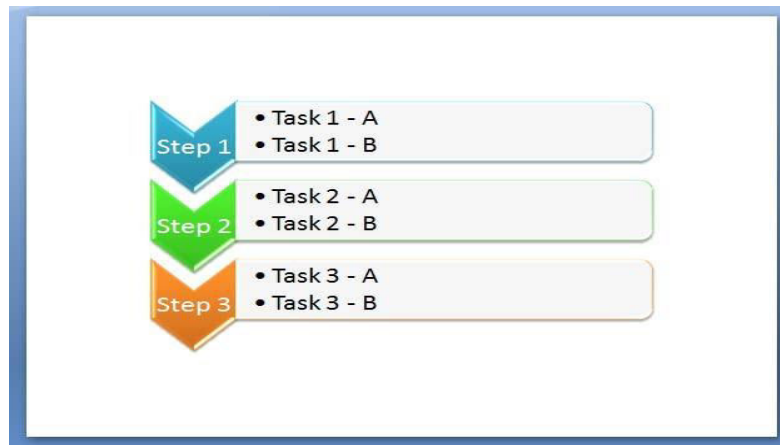 Step 1
• Task 1 - A
• Task 1 - B
Step 2
• Task 2 - A
• Task 2 - B
Step 3
• Task 3 - A
• Task 3 - B